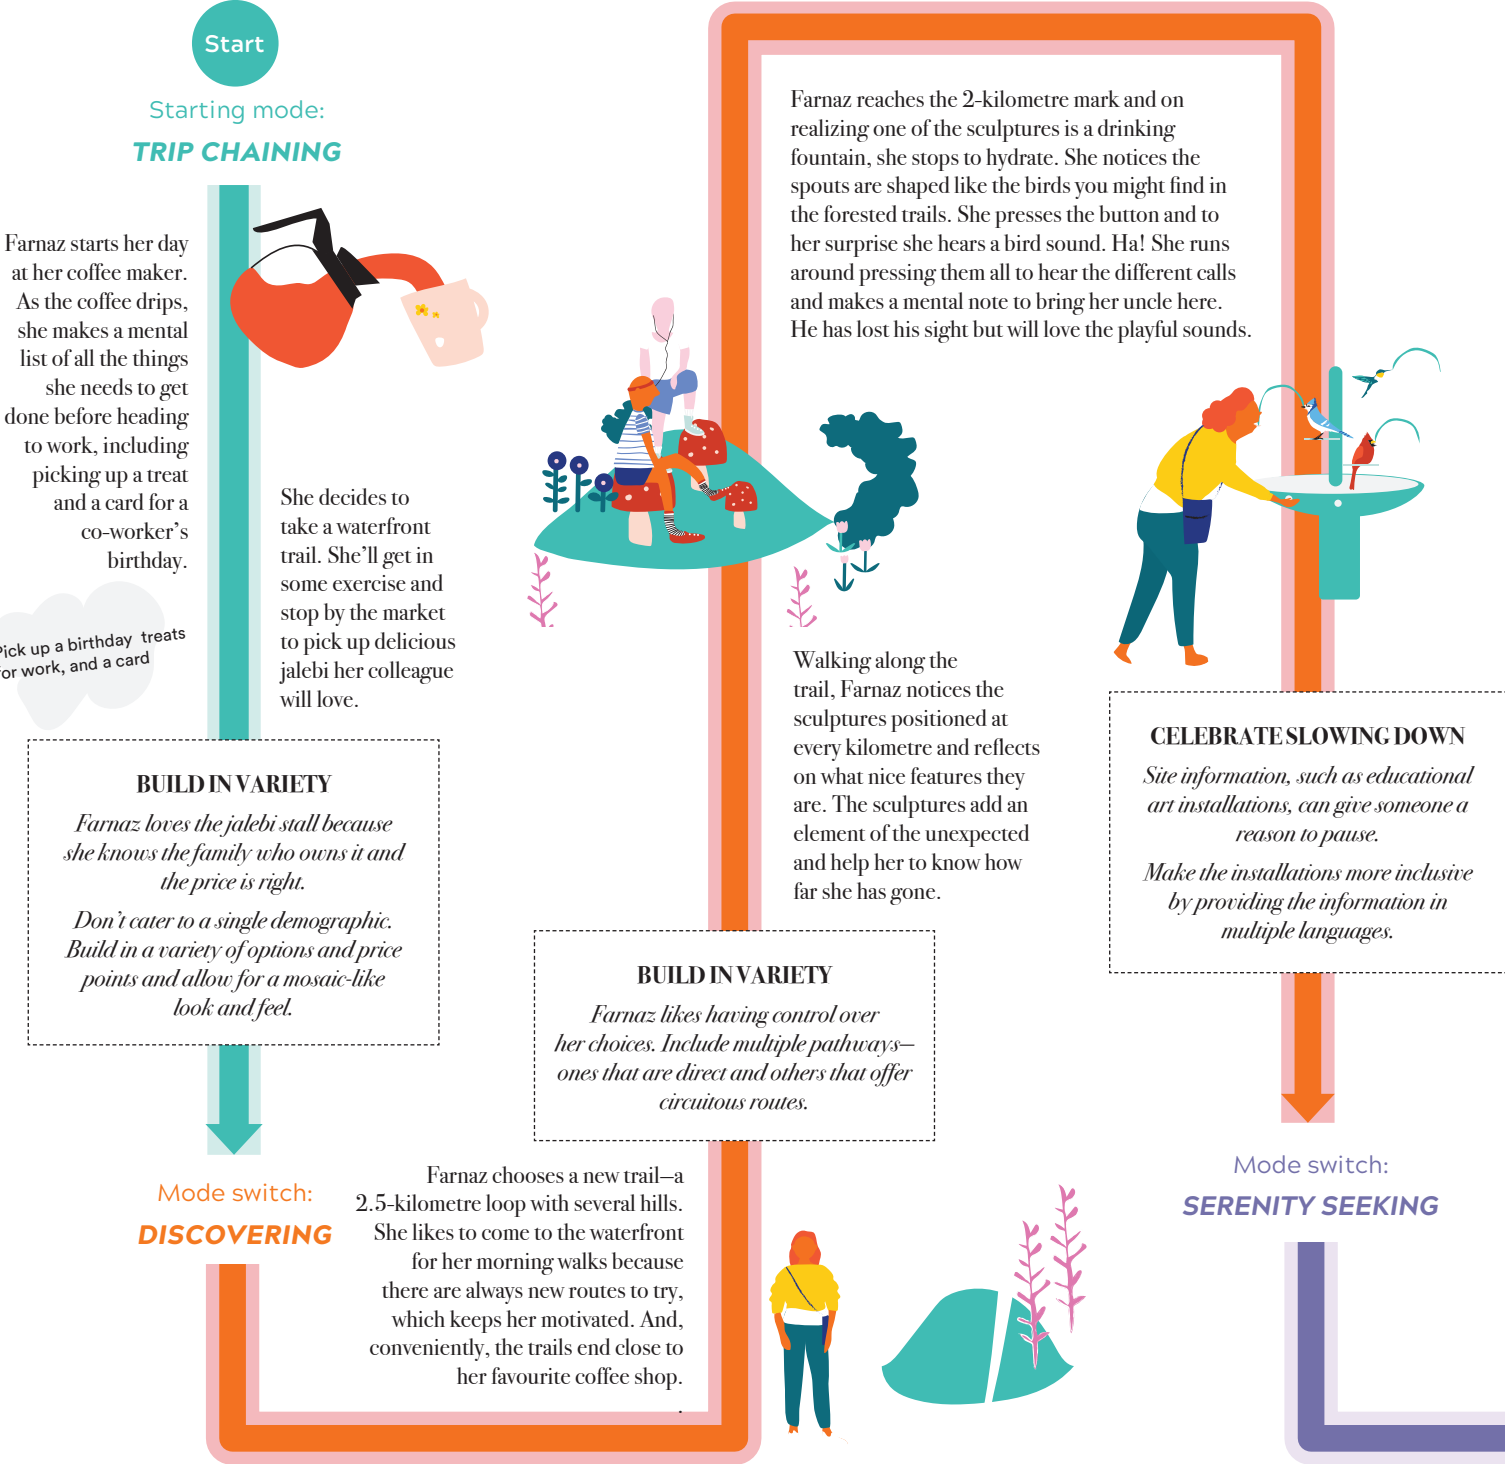 Start
Starting mode:
TRIP CHAINING
Farnaz starts her day
at her coffee maker.
As the coffee drips,
she makes a mental
list of all the things
she needs to get
done before heading
to work, including
picking up a treat
and a card for a
co-worker's
birthday.
Pick up a birthday treats
for work, and a card
She decides to
take a waterfront
trail. She'll get in
some exercise and
stop by the market
to pick up delicious
jalebi her colleague
will love.
BUILD IN VARIETY
Farnaz loves the jalebi stall because
she knows the family who owns it and
the price is right.
Don't cater to a single demographic.
Build in a variety of options and price
points and allow for a mosaic-like
look and feel.
Mode switch:
DISCOVERING
Farnaz chooses a new trail—a
2.5-kilometre loop with several hills.
She likes to come to the waterfront
for her morning walks because
there are always new routes to try,
which keeps her motivated. And,
conveniently, the trails end close to
her favourite coffee shop.
.
BUILD IN VARIETY
Farnaz likes having control over
her choices. Include multiple pathways—
ones that are direct and others that offer
circuitous routes.
Walking along the
trail, Farnaz notices the
sculptures positioned at
every kilometre and reflects
on what nice features they
are. The sculptures add an
element of the unexpected
and help her to know how
far she has gone.
Farnaz reaches the 2-kilometre mark and on
realizing one of the sculptures is a drinking
fountain, she stops to hydrate. She notices the
spouts are shaped like the birds you might find in
the forested trails. She presses the button and to
her surprise she hears a bird sound. Ha! She runs
around pressing them all to hear the different calls
and makes a mental note to bring her uncle here.
He has lost his sight but will love the playful sounds.
CELEBRATE SLOWING DOWN
Site information, such as educational
art installations, can give someone a
reason to pause.
Make the installations more inclusive
by providing the information in
multiple languages.
Mode switch:
SERENITY SEEKING